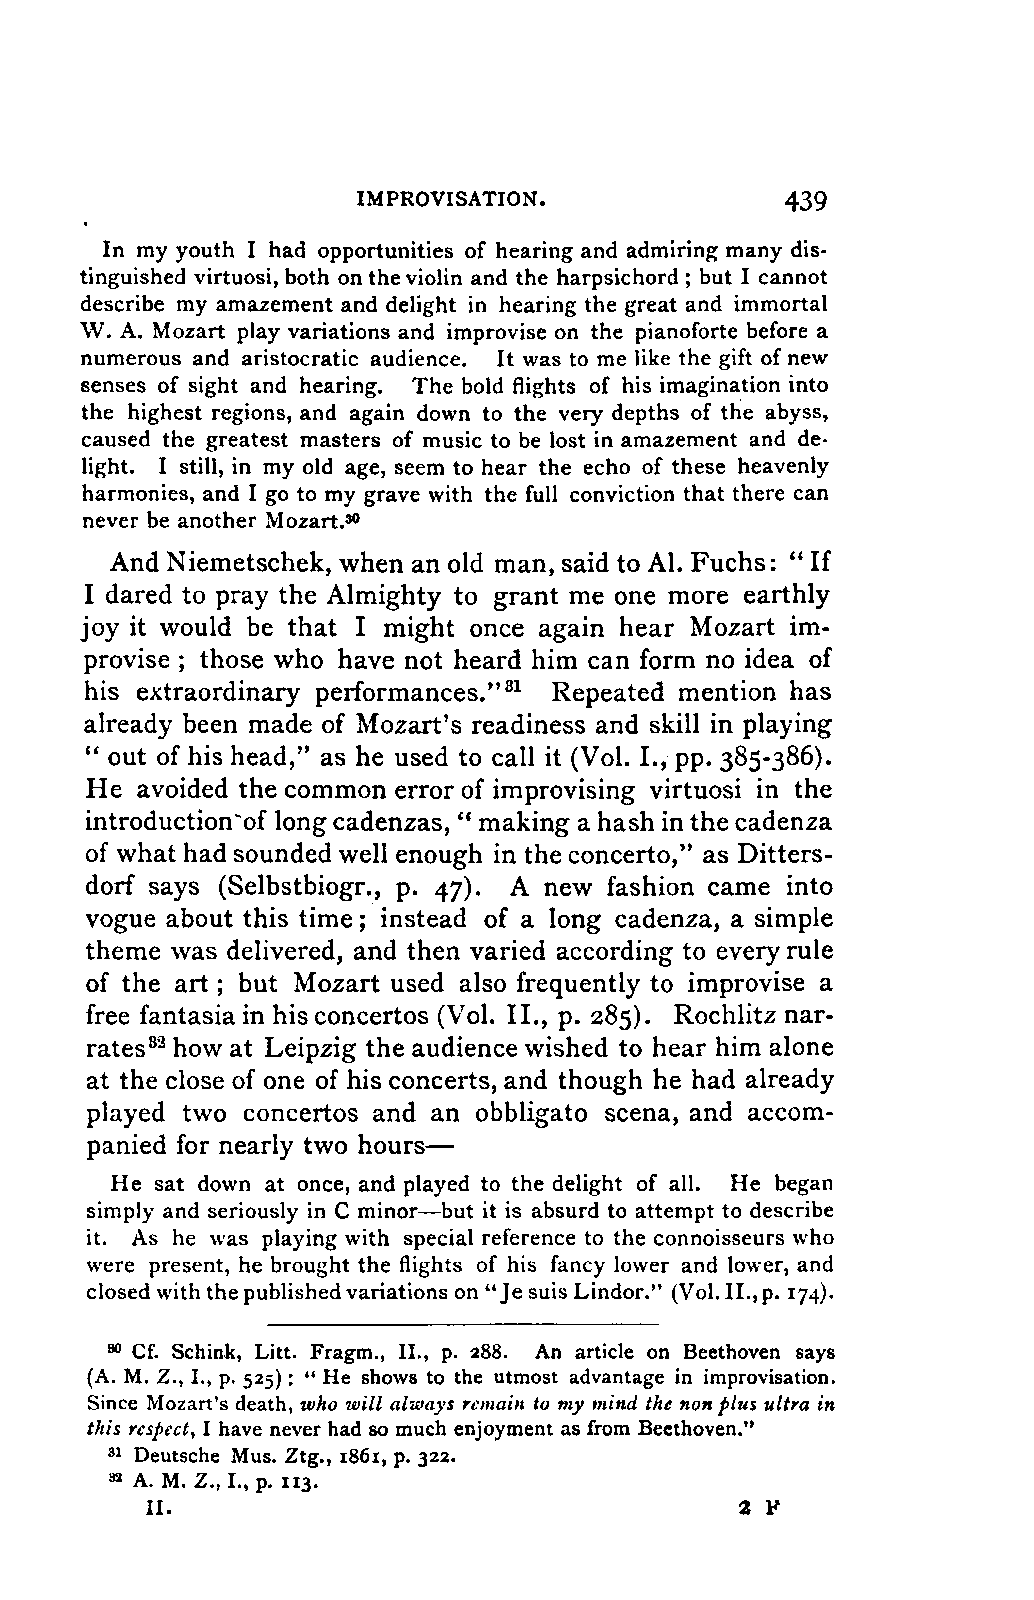 IMPROVISATION. 439
In my youth I had opportunities of hearing and admiring many dis-
tinguished virtuosi, both on the violin and the harpsichord ; but I cannot
describe my amazement and delight in hearing the great and immortal
W. A. Mozart play variations and improvise on the pianoforte before a
numerous and aristocratic audience. It was to me like the gift of new
senses of sight and hearing. The bold flights of his imagination into
the highest regions, and again down to the very depths of the abyss,
caused the greatest masters of music to be lost in amazement and de-
light. I still, in my old age, seem to hear the echo of these heavenly
harmonies, and I go to my grave with the full conviction that there can
never be another Mozart.³⁰
And Niemetschek, when an old man, said to Al. Fuchs: “ If
I dared to pray the Almighty to grant me one more earthly
joy it would be that I might once again hear Mozart im-
provise ; those who have not heard him can form no idea of
his extraordinary performances.”³¹ Repeated mention has
already been made of Mozart’s readiness and skill in playing
“ out of his head,” as he used to call it (Vol. I., pp. 385-386).
He avoided the common error of improvising virtuosi in the
introduction of long cadenzas, “ making a hash in the cadenza
of what had sounded well enough in the concerto,” as Ditters-
dorf says (Selbstbiogr., p. 47). A new fashion came into
vogue about this time ; instead of a long cadenza, a simple
theme was delivered, and then varied according to every rule
of the art ; but Mozart used also frequently to improvise a
free fantasia in his concertos (Vol. II., p. 285). Rochlitz nar-
rates³² how at Leipzig the audience wished to hear him alone
at the close of one of his concerts, and though he had already
played two concertos and an obbligato scena, and accom-
panied for nearly two hours—
He sat down at once, and played to the delight of all. He began
simply and seriously in C minor—but it is absurd to attempt to describe
it. As he was playing with special reference to the connoisseurs who
were present, he brought the flights of his fancy lower and lower, and
closed with the published variations on “Je suis Lindor.” (Vol. II., p. 174).
³⁰ Cf. Schink, Litt. Fragm., II., p. 288. An article on Beethoven says
(A. M. Z., I., p. 525) : “ He shows to the utmost advantage in improvisation.
Since Mozart’s death, who will always remain to my mind the non plus ultra in
this respect, I have never had so much enjoyment as from Beethoven.”
³¹ Deutsche Mus. Ztg., 1861, p. 322.
³² A. M. Z., I., p. 113.
II. 2 F